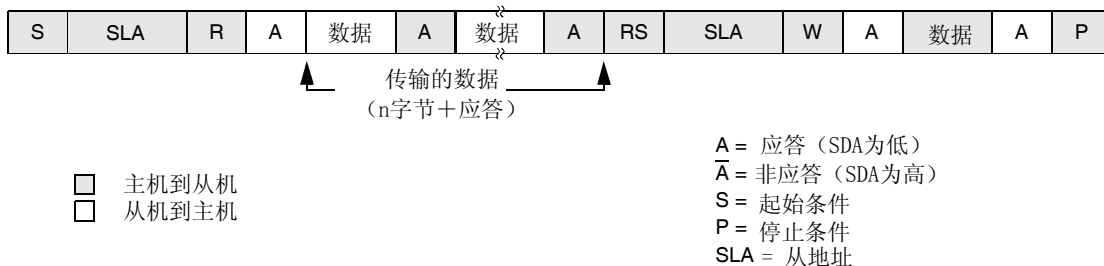 S SLA R A 数据 A 数据 A RS SLA W A 数据 A P
传输的数据
（n字节＋应答）
主机到从机
从机到主机
A = 应答（SDA为低）
A̅ = 非应答（SDA为高）
S = 起始条件
P = 停止条件
SLA = 从地址